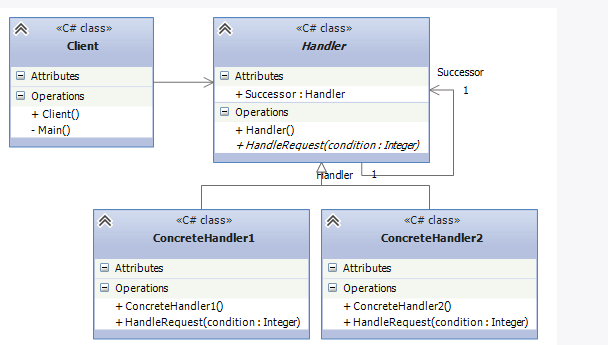 «C# class»
Client
Attributes
Operations
+ Client()
- Main()
«C# class»
Handler
Attributes
+ Successor : Handler
Operations
+ Handler()
+ HandleRequest(condition : Integer)
Successor
1
Handler
1
«C# class»
ConcreteHandler1
Attributes
Operations
+ ConcreteHandler1()
+ HandleRequest(condition : Integer)
«C# class»
ConcreteHandler2
Attributes
Operations
+ ConcreteHandler2()
+ HandleRequest(condition : Integer)